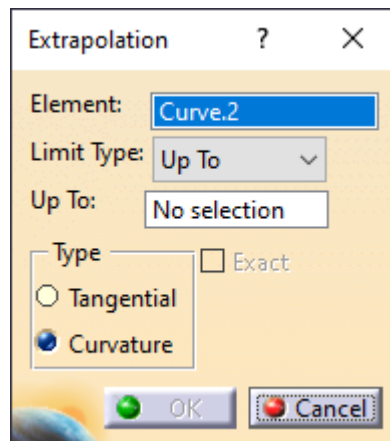 Extrapolation ?
Element: Curve.2
Limit Type: Up To
Up To: No selection
Type Exact
Tangential
Curvature
OK Cancel